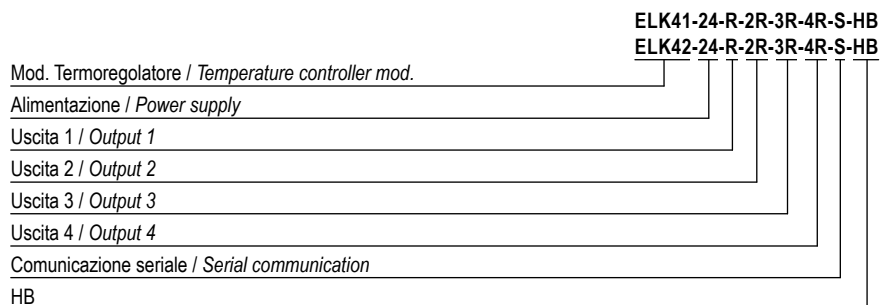 ELK41-24-R-2R-3R-4R-S-HB
ELK42-24-R-2R-3R-4R-S-HB
Mod. Termoregolatore / Temperature controller mod.
Alimentazione / Power supply
Uscita 1 / Output 1
Uscita 2 / Output 2
Uscita 3 / Output 3
Uscita 4 / Output 4
Comunicazione seriale / Serial communication
HB